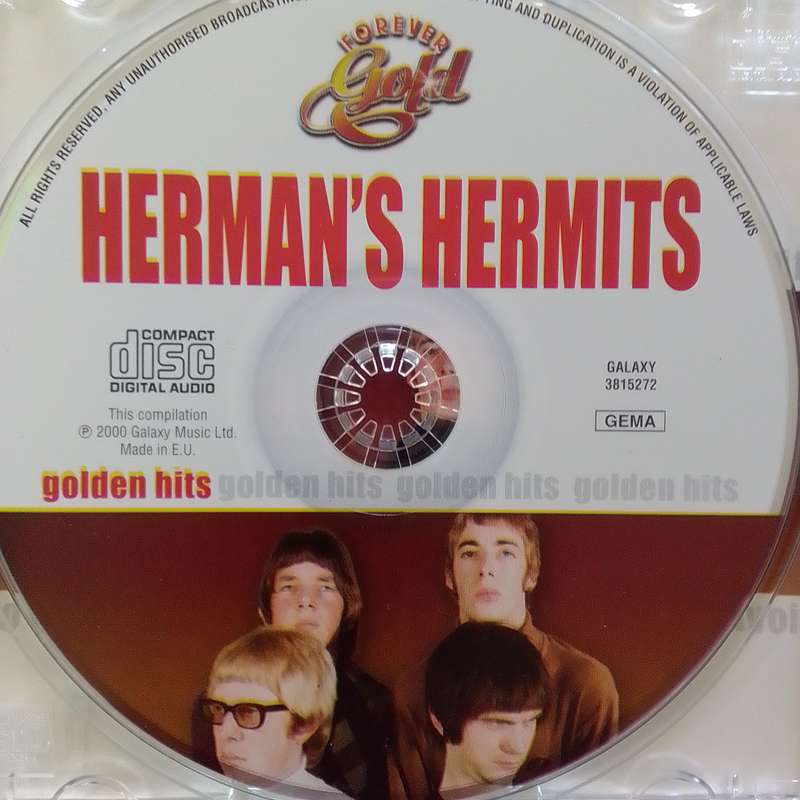 ALL RIGHTS RESERVED, ANY UNAUTHORISED BROADCASTING
AND DUPLICATION IS A VIOLATION OF APPLICABLE LAWS
FOREVER
Gold
HERMAN'S HERMITS
COMPACT
disc
DIGITAL AUDIO
This compilation
℗ 2000 Galaxy Music Ltd.
Made in E.U.
GALAXY
3815272
GEMA
golden hits golden hits golden hits golden hits